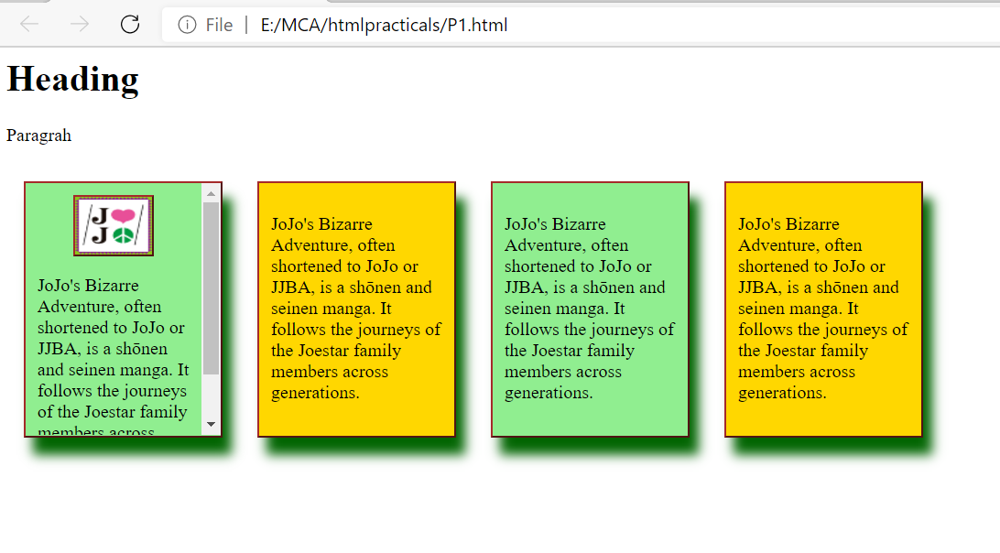 File | E:/MCA/htmlpracticals/P1.html
Heading
Paragrah
J
JO
JoJo's Bizarre
Adventure, often
shortened to JoJo or
JJBA, is a shōnen
and seinen manga. It
follows the journeys
of the Joestar family
members across
JoJo's Bizarre
Adventure, often
shortened to JoJo or
JJBA, is a shōnen and
seinen manga. It
follows the journeys of
the Joestar family
members across
generations.
JoJo's Bizarre
Adventure, often
shortened to JoJo or
JJBA, is a shōnen and
seinen manga. It
follows the journeys of
the Joestar family
members across
generations.
JoJo's Bizarre
Adventure, often
shortened to JoJo or
JJBA, is a shōnen and
seinen manga. It
follows the journeys of
the Joestar family
members across
generations.